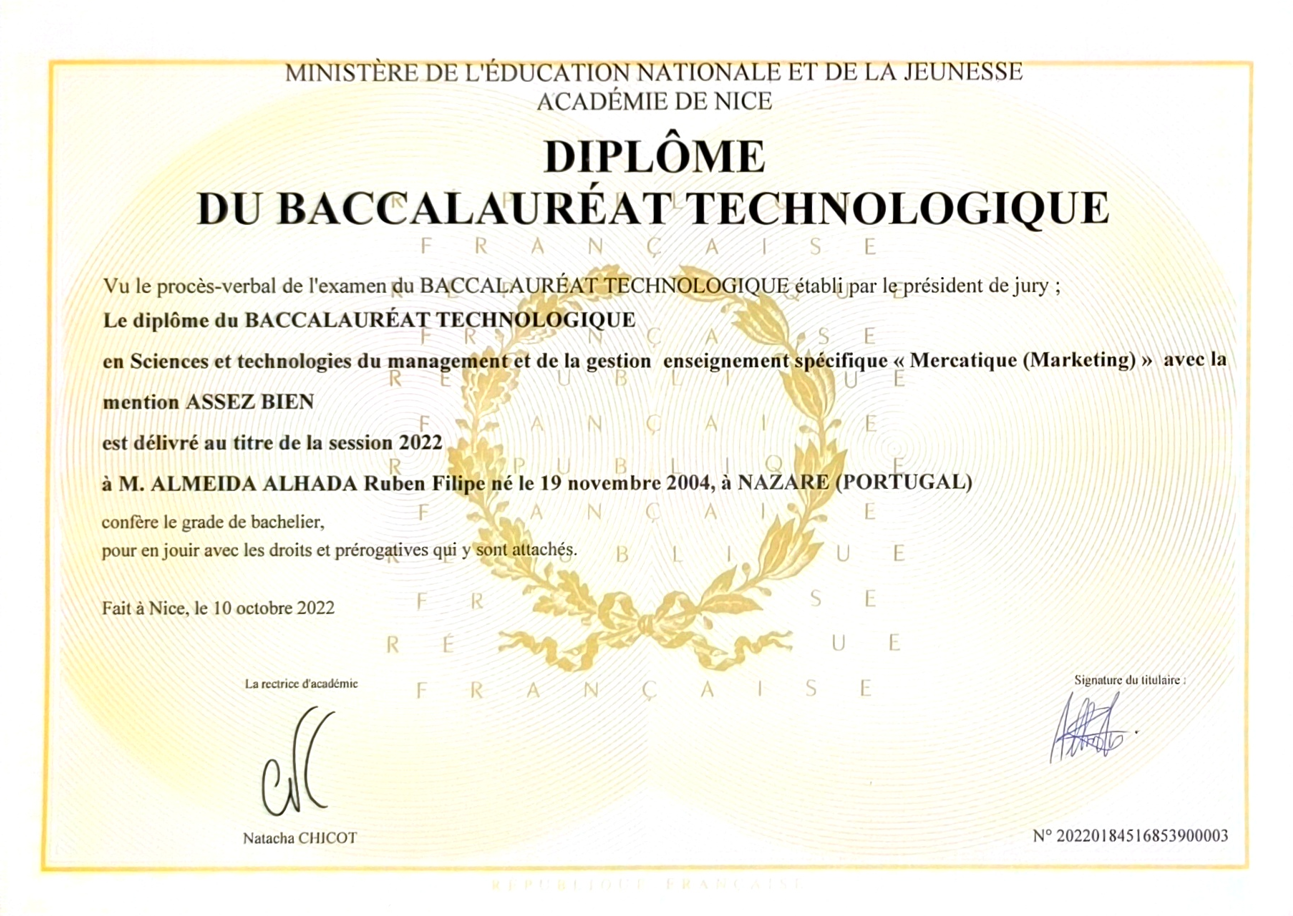 MINISTÈRE DE L'ÉDUCATION NATIONALE ET DE LA JEUNESSE
ACADÉMIE DE NICE
DIPLÔME
DU BACCALAURÉAT TECHNOLOGIQUE
Vu le procès-verbal de l'examen du BACCALAURÉAT TECHNOLOGIQUE établi par le président de jury ;
Le diplôme du BACCALAURÉAT TECHNOLOGIQUE
en Sciences et technologies du management et de la gestion enseignement spécifique « Mercatique (Marketing) » avec la
mention ASSEZ BIEN
est délivré au titre de la session 2022
à M. ALMEIDA ALHADA Ruben Filipe né le 19 novembre 2004, à NAZARE (PORTUGAL)
confère le grade de bachelier,
pour en jouir avec les droits et prérogatives qui y sont attachés.
Fait à Nice, le 10 octobre 2022
La rectrice d'académie
Signature du titulaire :
Natacha CHICOT
N° 20220184516853900003
RÉPUBLIQUE FRANÇAISE